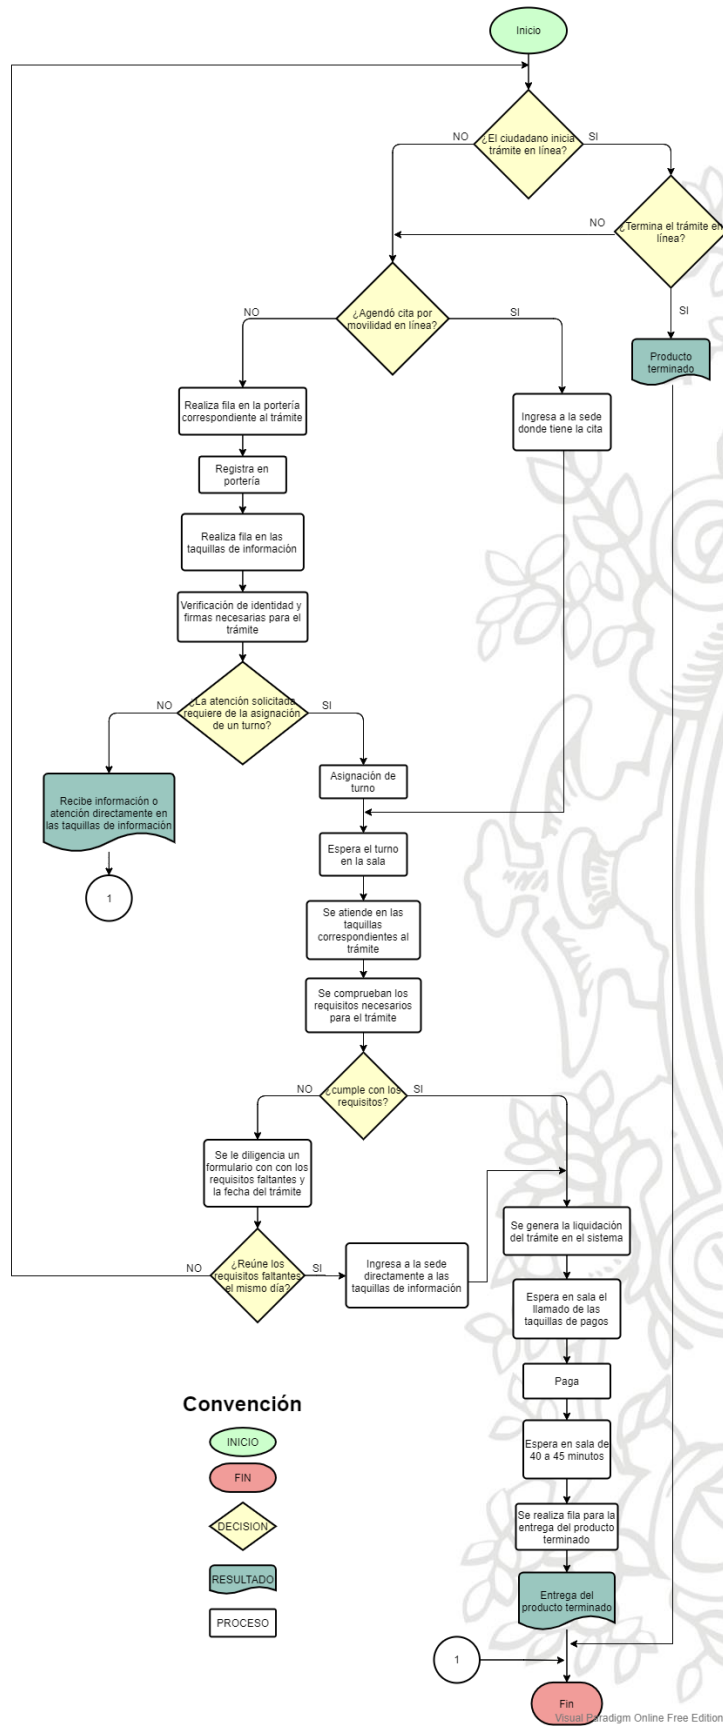 Inicio
¿El ciudadano inicia
trámite en línea?
NO
SI
¿Termina el trámite en
línea?
NO
SI
Producto
terminado
¿Agendó cita por
movilidad en línea?
NO
SI
Realiza fila en la portería
correspondiente al trámite
Ingresa a la sede
donde tiene la cita
Registra en
portería
Realiza fila en las
taquillas de información
Verificación de identidad y
firmas necesarias para el
trámite
¿La atención solicitada
requiere de la asignación
de un turno?
NO
SI
Recibe información o
atención directamente en
las taquillas de información
1
Asignación de
turno
Espera el turno
en la sala
Se atiende en las
taquillas
correspondientes al
trámite
Se comprueban los
requisitos necesarios
para el trámite
¿cumple con los
requisitos?
NO
SI
Se le diligencia un
formulario con con los
requisitos faltantes y
la fecha del trámite
¿Reúne los
requisitos faltantes
el mismo día?
NO
SI
Ingresa a la sede
directamente a las
taquillas de información
Se genera la liquidación
del trámite en el sistema
Espera en sala el
llamado de las
taquillas de pagos
Paga
Espera en sala de
40 a 45 minutos
Se realiza fila para la
entrega del producto
terminado
Entrega del
producto terminado
1
Fin
Convención
INICIO
FIN
DECISION
RESULTADO
PROCESO
Visual Paradigm Online Free Edition